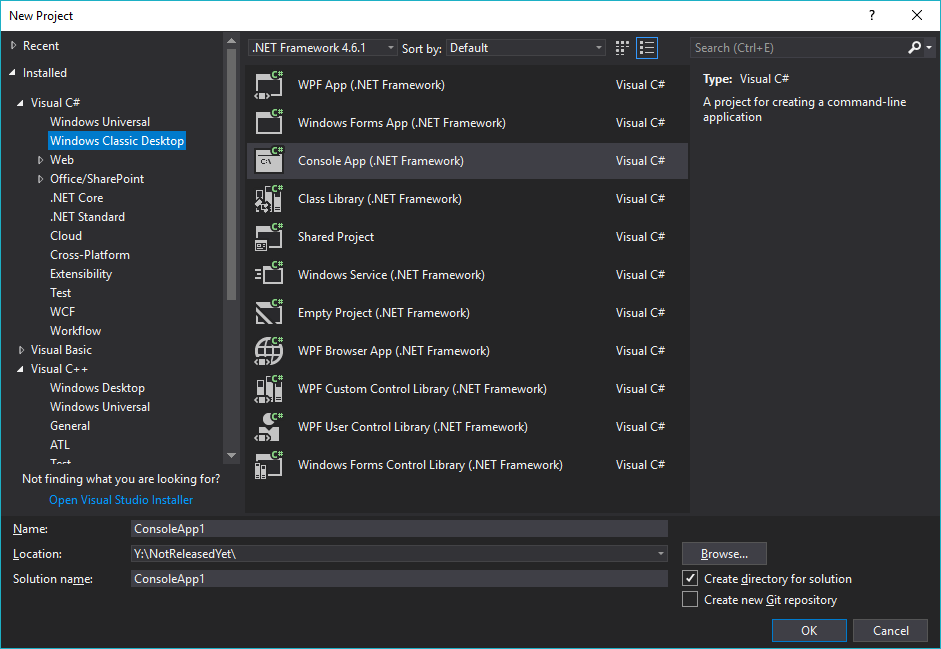 New Project
?
Recent
Installed
Visual C#
Windows Universal
Windows Classic Desktop
Web
Office/SharePoint
.NET Core
.NET Standard
Cloud
Cross-Platform
Extensibility
Test
WCF
Workflow
Visual Basic
Visual C++
Windows Desktop
Windows Universal
General
ATL
Test
Not finding what you are looking for?
Open Visual Studio Installer
.NET Framework 4.6.1 Sort by: Default
WPF App (.NET Framework) Visual C#
Windows Forms App (.NET Framework) Visual C#
Console App (.NET Framework) Visual C#
Class Library (.NET Framework) Visual C#
Shared Project Visual C#
Windows Service (.NET Framework) Visual C#
Empty Project (.NET Framework) Visual C#
WPF Browser App (.NET Framework) Visual C#
WPF Custom Control Library (.NET Framework) Visual C#
WPF User Control Library (.NET Framework) Visual C#
Windows Forms Control Library (.NET Framework) Visual C#
Search (Ctrl+E)
Type: Visual C#
A project for creating a command-line
application
Name: ConsoleApp1
Location: Y:\NotReleasedYet\ Browse...
Solution name: ConsoleApp1
Create directory for solution
Create new Git repository
OK Cancel